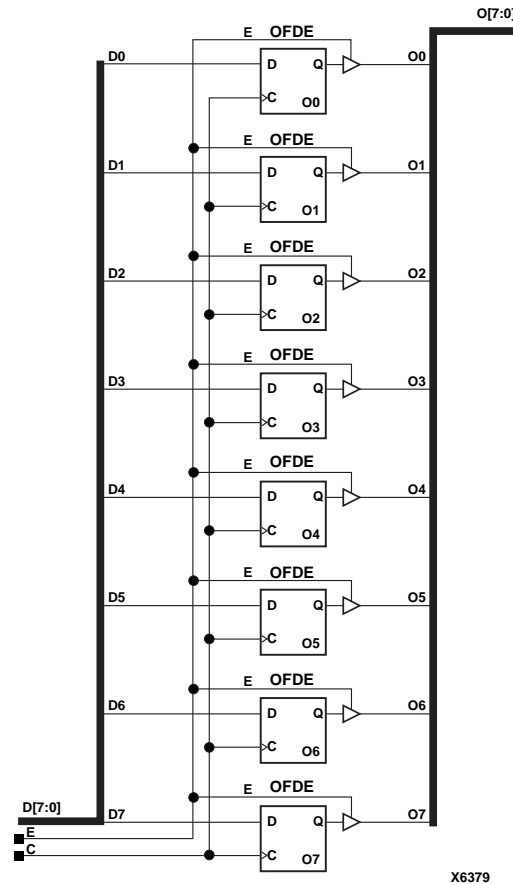 O[7:0]
E OFDE
D0 D Q O0
C O0
E OFDE
D1 D Q O1
C O1
E OFDE
D2 D Q O2
C O2
E OFDE
D3 D Q O3
C O3
E OFDE
D4 D Q O4
C O4
E OFDE
D5 D Q O5
C O5
E OFDE
D6 D Q O6
C O6
E OFDE
D[7:0] D7 D Q O7
E
C C O7
X6379